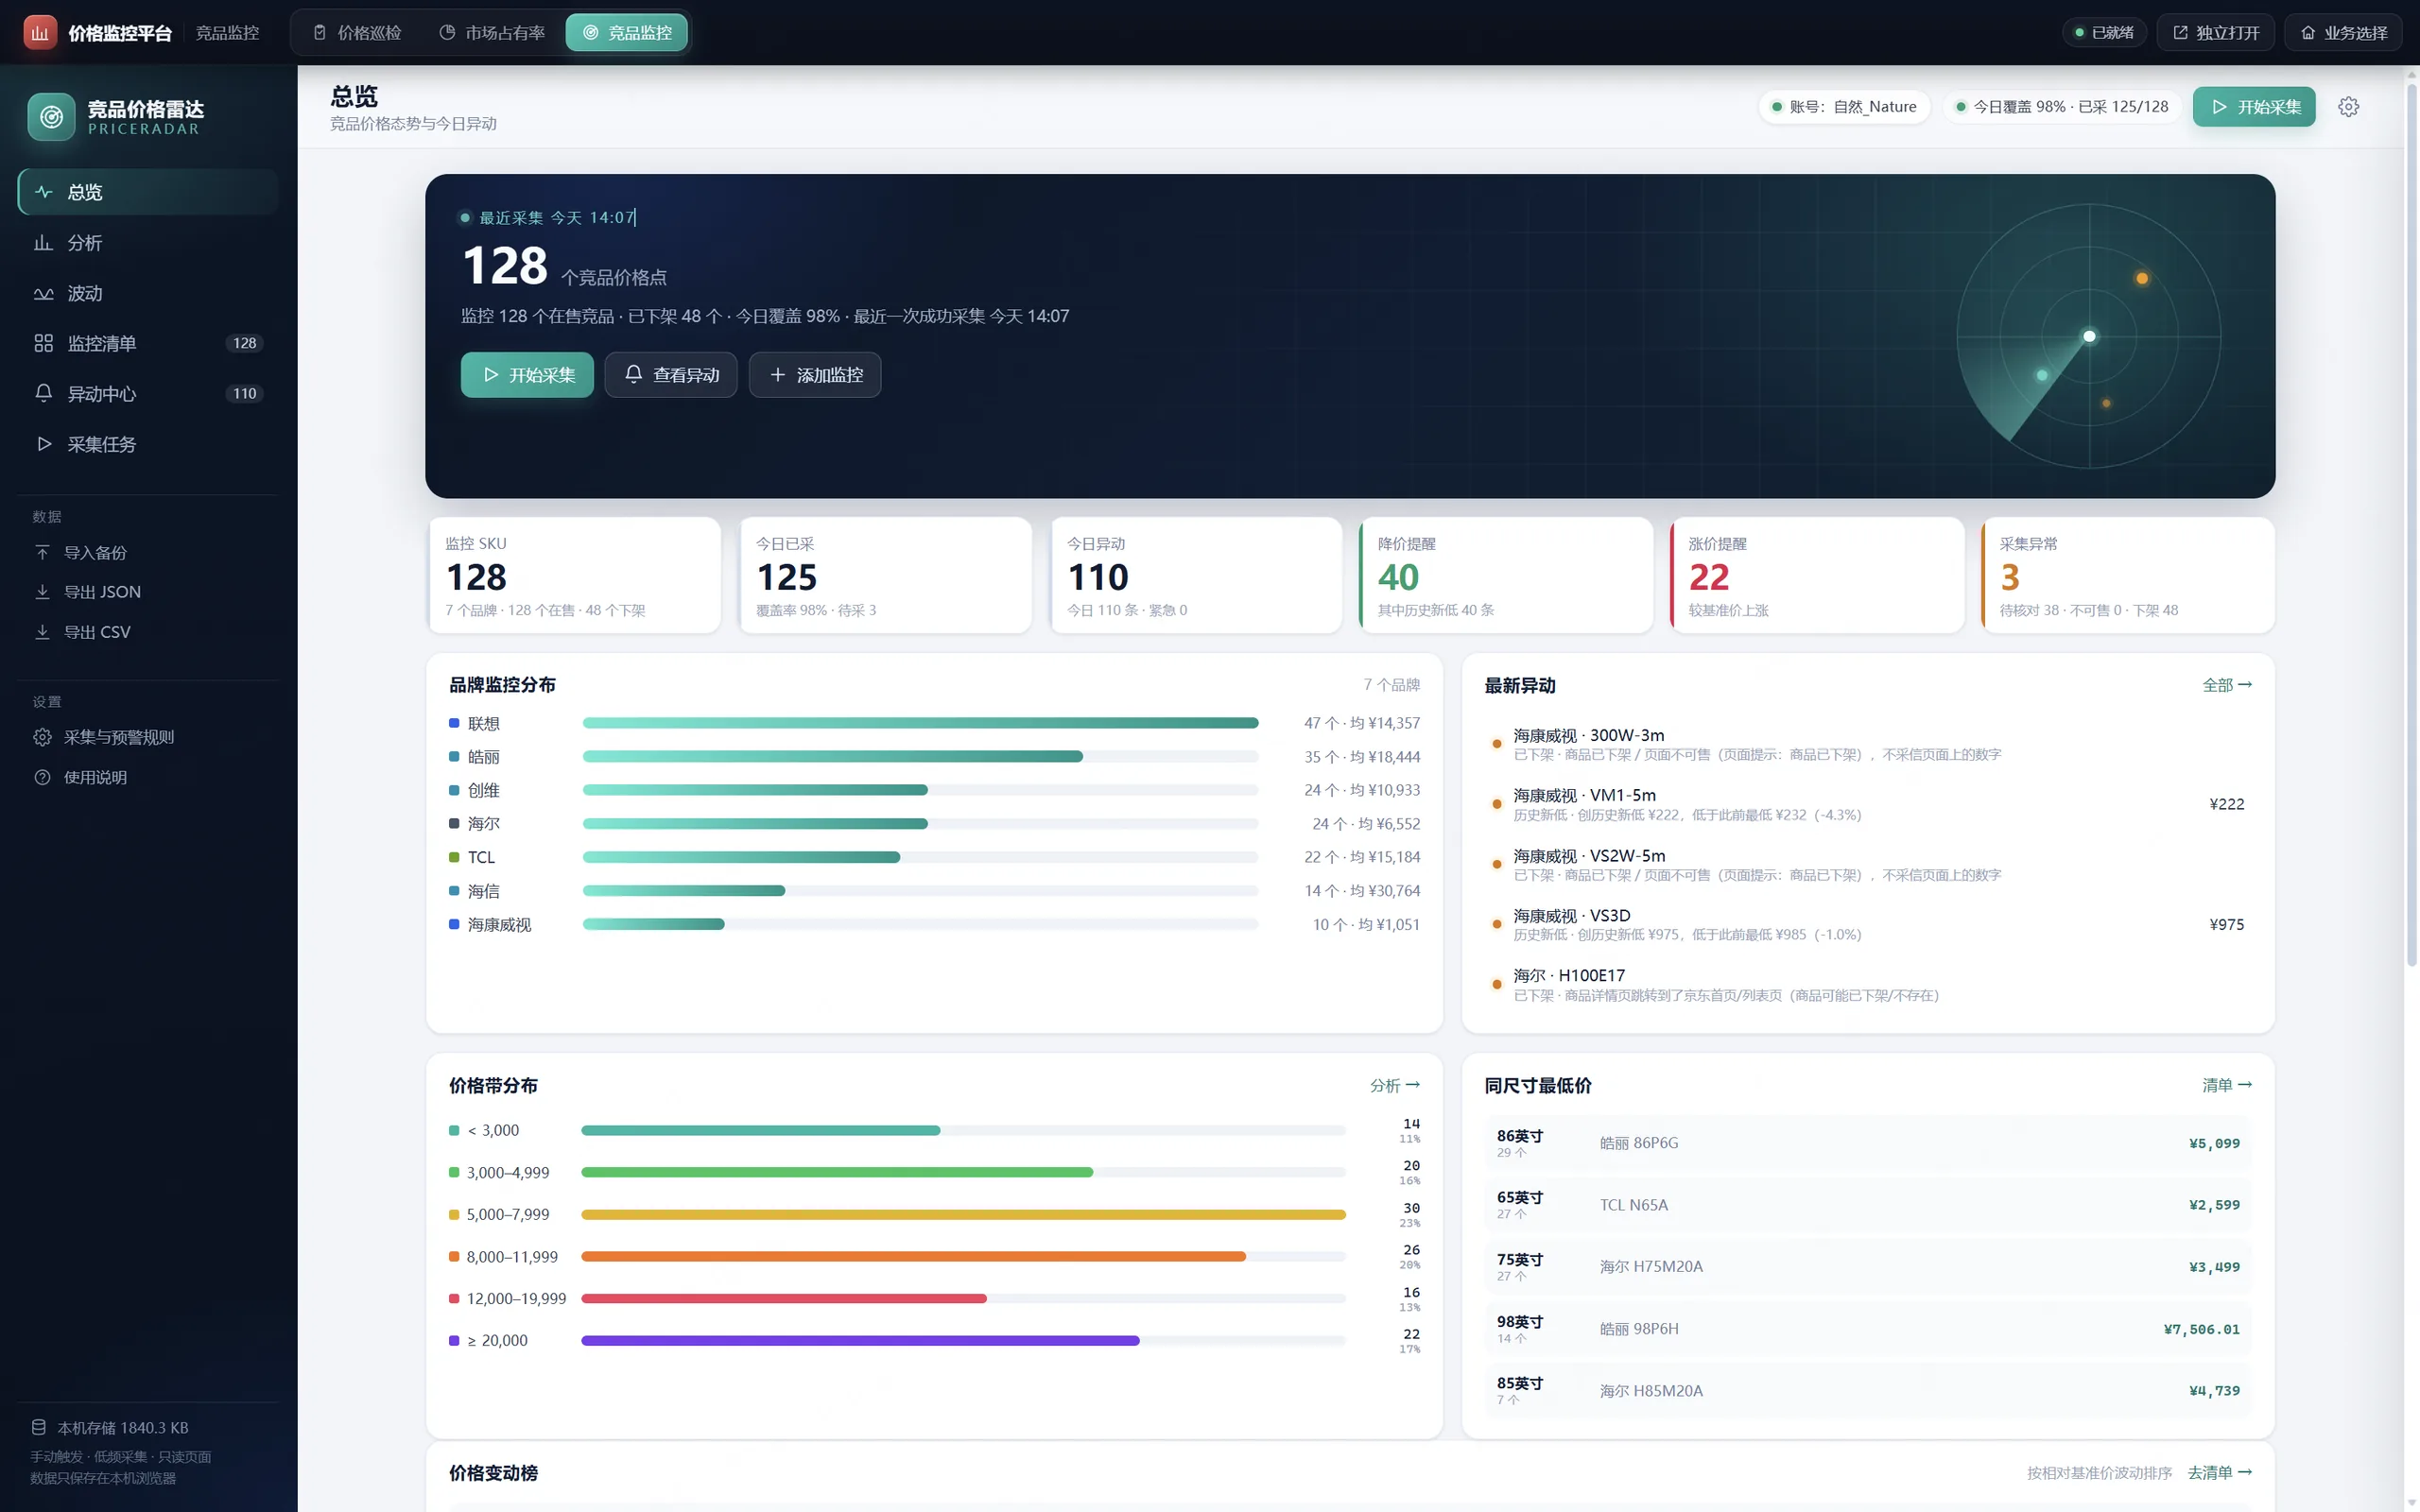 价格监控平台 竞品监控 价格巡检 市场占有率 竞品监控 已就绪 独立打开 业务选择
竞品价格雷达
PRICERADAR
总览
分析
波动
监控清单 128
异动中心 110
采集任务
数据
导入备份
导出 JSON
导出 CSV
设置
采集与预警规则
使用说明
本机存储 1840.3 KB
手动触发 · 低频采集 · 只读页面
数据只保存在本机浏览器
总览
竞品价格态势与今日异动
账号：自然_Nature 今日覆盖 98% · 已采 125/128 开始采集
最近采集 今天 14:07
128 个竞品价格点
监控 128 个在售竞品 · 已下架 48 个 · 今日覆盖 98% · 最近一次成功采集 今天 14:07
开始采集 查看异动 添加监控
监控 SKU
128
7 个品牌 · 128 个在售 · 48 个下架
今日已采
125
覆盖率 98% · 待采 3
今日异动
110
今日 110 条 · 紧急 0
降价提醒
40
其中历史新低 40 条
涨价提醒
22
较基准价上涨
采集异常
3
待核对 38 · 不可售 0 · 下架 48
品牌监控分布 7 个品牌
联想 47 个 · 均 ¥14,357
皓丽 35 个 · 均 ¥18,444
创维 24 个 · 均 ¥10,933
海尔 24 个 · 均 ¥6,552
TCL 22 个 · 均 ¥15,184
海信 14 个 · 均 ¥30,764
海康威视 10 个 · 均 ¥1,051
最新异动 全部 →
海康威视 · 300W-3m
已下架 · 商品已下架 / 页面不可售（页面提示：商品已下架），不采信页面上的数字
海康威视 · VM1-5m
历史新低 · 创历史新低 ¥222，低于此前最低 ¥232（-4.3%）
¥222
海康威视 · VS2W-5m
已下架 · 商品已下架 / 页面不可售（页面提示：商品已下架），不采信页面上的数字
海康威视 · VS3D
历史新低 · 创历史新低 ¥975，低于此前最低 ¥985（-1.0%）
¥975
海尔 · H100E17
已下架 · 商品详情页跳转到了京东首页/列表页（商品可能已下架/不存在）
价格带分布 分析 →
< 3,000 14
11%
3,000–4,999 20
16%
5,000–7,999 30
23%
8,000–11,999 26
20%
12,000–19,999 16
13%
≥ 20,000 22
17%
同尺寸最低价 清单 →
86英寸 皓丽 86P6G ¥5,099
29 个
65英寸 TCL N65A ¥2,599
27 个
75英寸 海尔 H75M20A ¥3,499
27 个
98英寸 皓丽 98P6H ¥7,506.01
14 个
85英寸 海尔 H85M20A ¥4,739
7 个
价格变动榜 按相对基准价波动排序 去清单 →